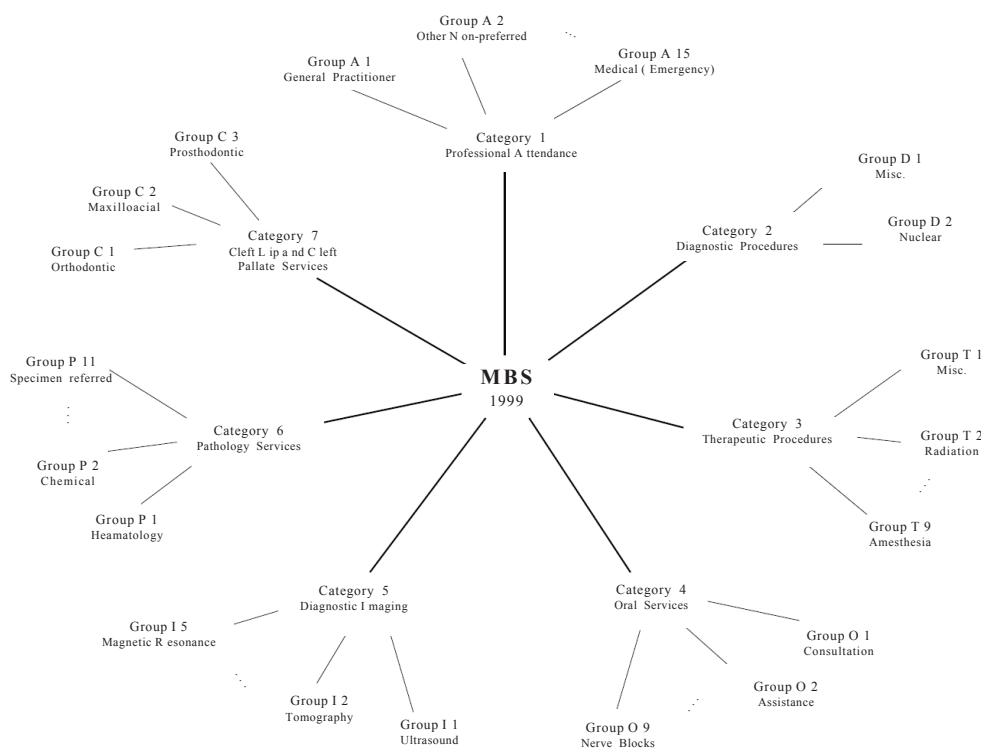 Group A 2
Other N on-preferred
Group A 1
General Practitioner
Group A 15
Medical ( Emergency)
Category 1
Professional A ttendance
Group C 3
Prosthodontic
Group C 2
Maxilloacial
Group C 1
Orthodontic
Category 7
Cleft L ip a nd C left
Pallate Services
Group D 1
Misc.
Group D 2
Nuclear
Category 2
Diagnostic Procedures
MBS
1999
Group P 11
Specimen referred
Category 6
Pathology Services
Group P 2
Chemical
Group P 1
Heamatology
Group T 1
Misc.
Category 3
Therapeutic Procedures
Group T 2
Radiation
Group T 9
Amesthesia
Category 5
Diagnostic I maging
Group I 5
Magnetic R esonance
Group I 2
Tomography
Group I 1
Ultrasound
Category 4
Oral Services
Group O 1
Consultation
Group O 2
Assistance
Group O 9
Nerve Blocks